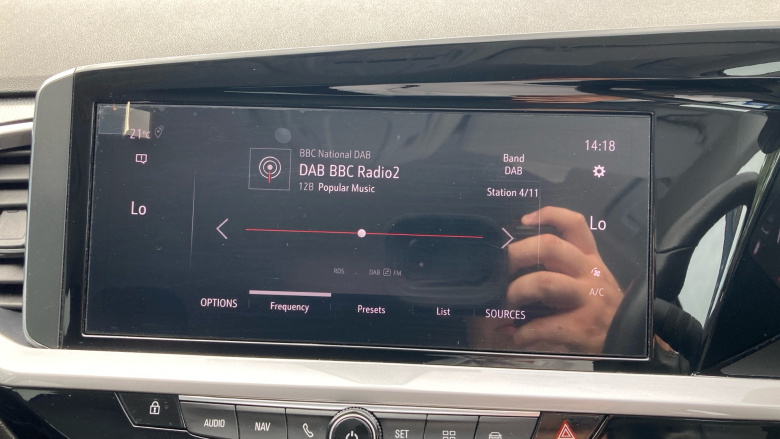 21°C
14:18
BBC National DAB
DAB BBC Radio2
12B Popular Music
Band
DAB
Station 4/11
Lo
Lo
RDS DAB FM
A/C
OPTIONS
Frequency
Presets
List
SOURCES
AUDIO
NAV
SET